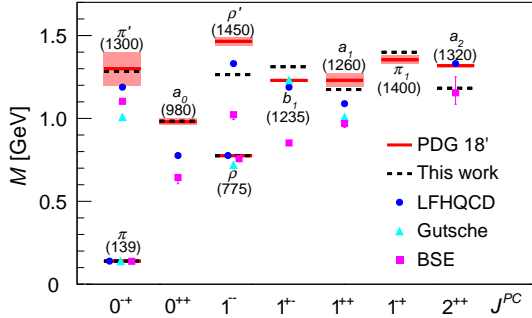 ρ'
π' (1450) a₂
1.5 (1300) a₁ (1320)
(1260)
a₀ π₁
(980) b₁ (1400)
(1235)
1.0 PDG 18'
This work
ρ
(775) LFHQCD
0.5 Gutsche
π
(139) BSE
0
M [GeV]
0⁻⁺ 0⁺⁺ 1⁻⁻ 1⁺⁻ 1⁺⁺ 1⁻⁺ 2⁺⁺ Jᴾᶜ